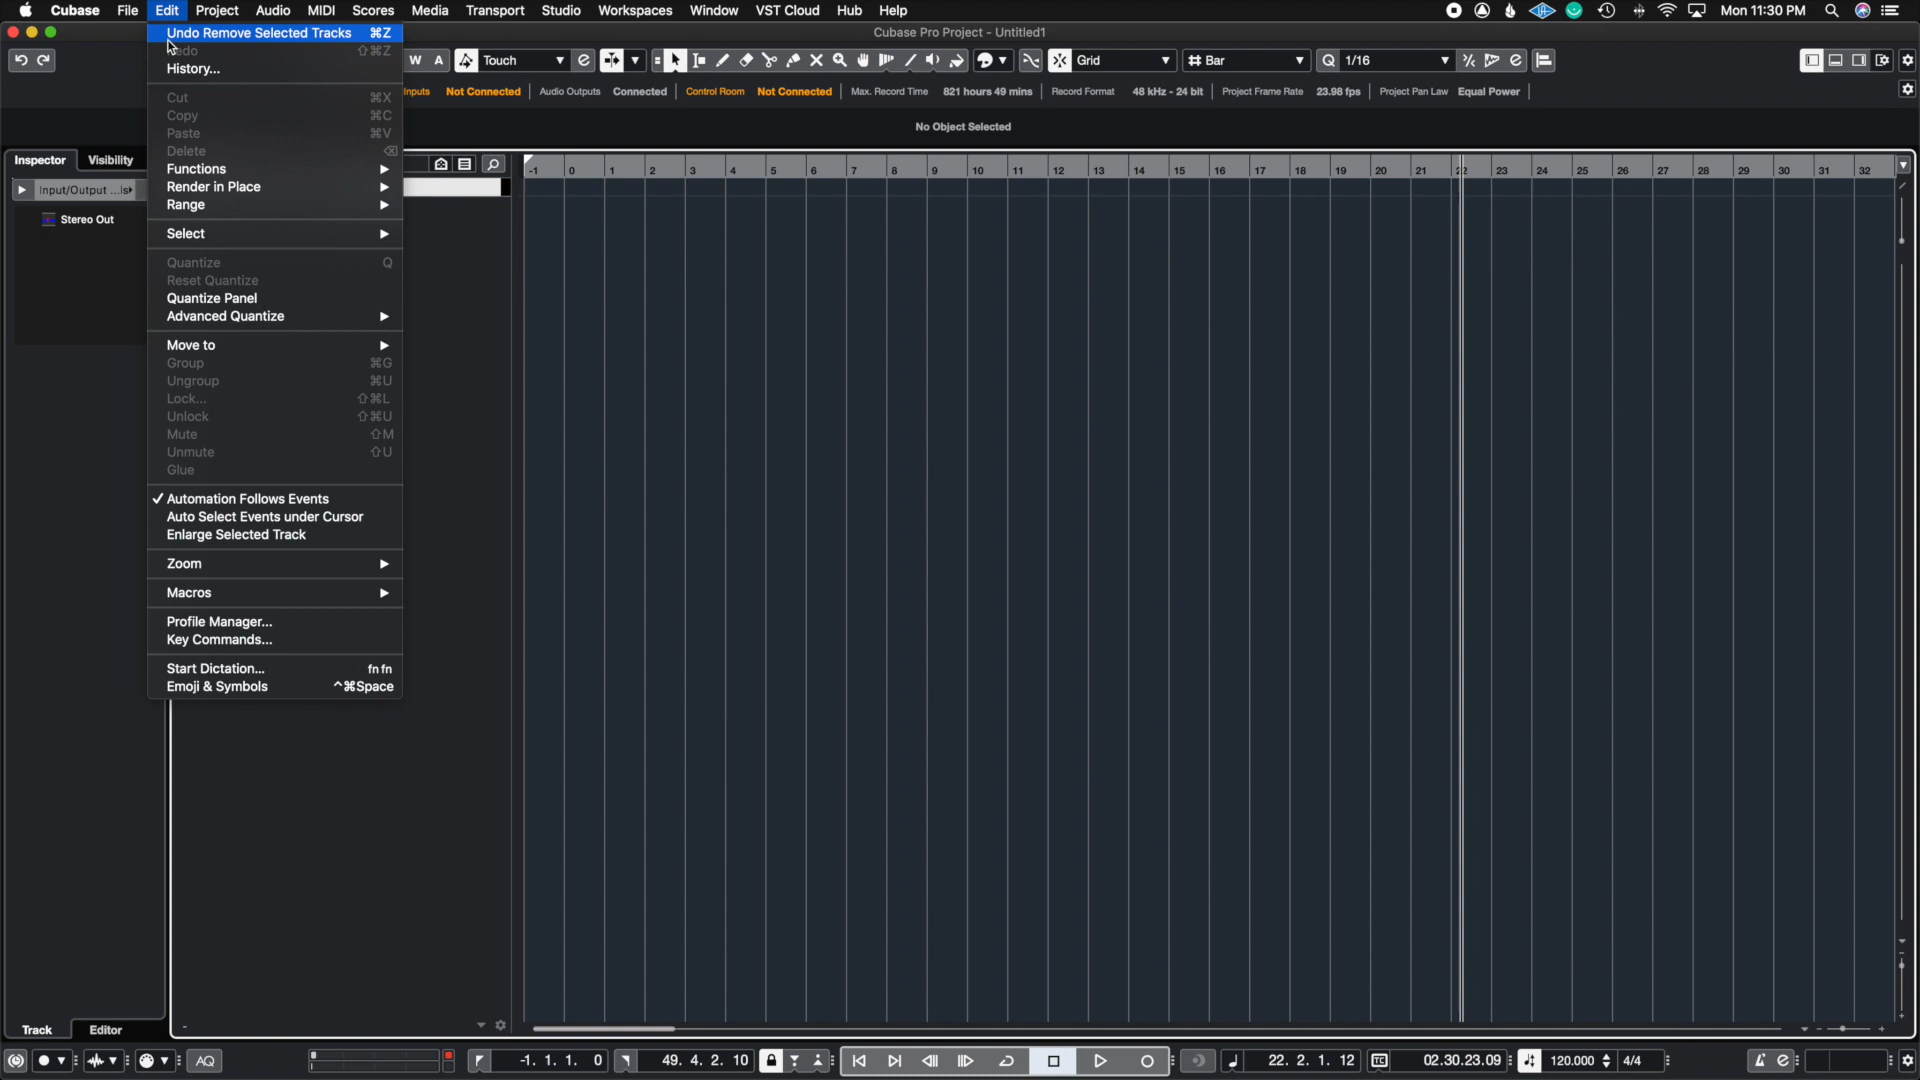 Cubase File Edit Project Audio MIDI Scores Media Transport Studio Workspaces Window VST Cloud Hub Help Mon 11:30 PM
Cubase Pro Project - Untitled1
Undo Remove Selected Tracks ⌘Z
⇧⌘Z
History...
Cut ⌘X
Copy ⌘C
Paste ⌘V
Delete ⌫
Functions
Render in Place
Range
Select
Quantize Q
Reset Quantize
Quantize Panel
Advanced Quantize
Move to
Group ⌘G
Ungroup ⌘U
Lock... ⇧⌘L
Unlock ⇧⌘U
Mute ⇧M
Unmute ⇧U
Glue
✓ Automation Follows Events
Auto Select Events under Cursor
Enlarge Selected Track
Zoom
Macros
Profile Manager...
Key Commands...
Start Dictation... fn fn
Emoji & Symbols ^⌘Space
W A Touch Grid Bar Q 1/16
Not Connected Audio Outputs Connected Control Room Not Connected Max. Record Time 821 hours 49 mins Record Format 48 kHz - 24 bit Project Frame Rate 23.98 fps Project Pan Law Equal Power
No Object Selected
Inspector Visibility
Input/Output
Stereo Out
-1 0 1 2 3 4 5 6 7 8 9 10 11 12 13 14 15 16 17 18 19 20 21 22 23 24 25 26 27 28 29 30 31 32
Track Editor
AQ -1. 1. 1. 0 49. 4. 2. 10 22. 2. 1. 12 TC 02.30.23.09 120.000 4/4